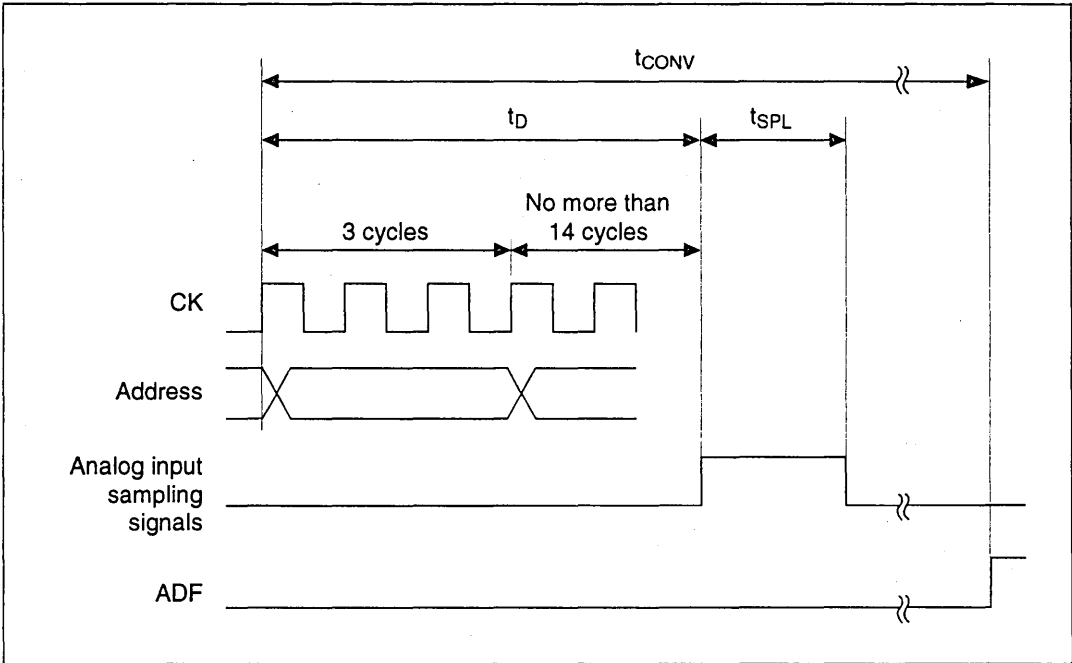 tCONV
tD
tSPL
No more than
3 cycles
14 cycles
CK
Address
Analog input
sampling
signals
ADF